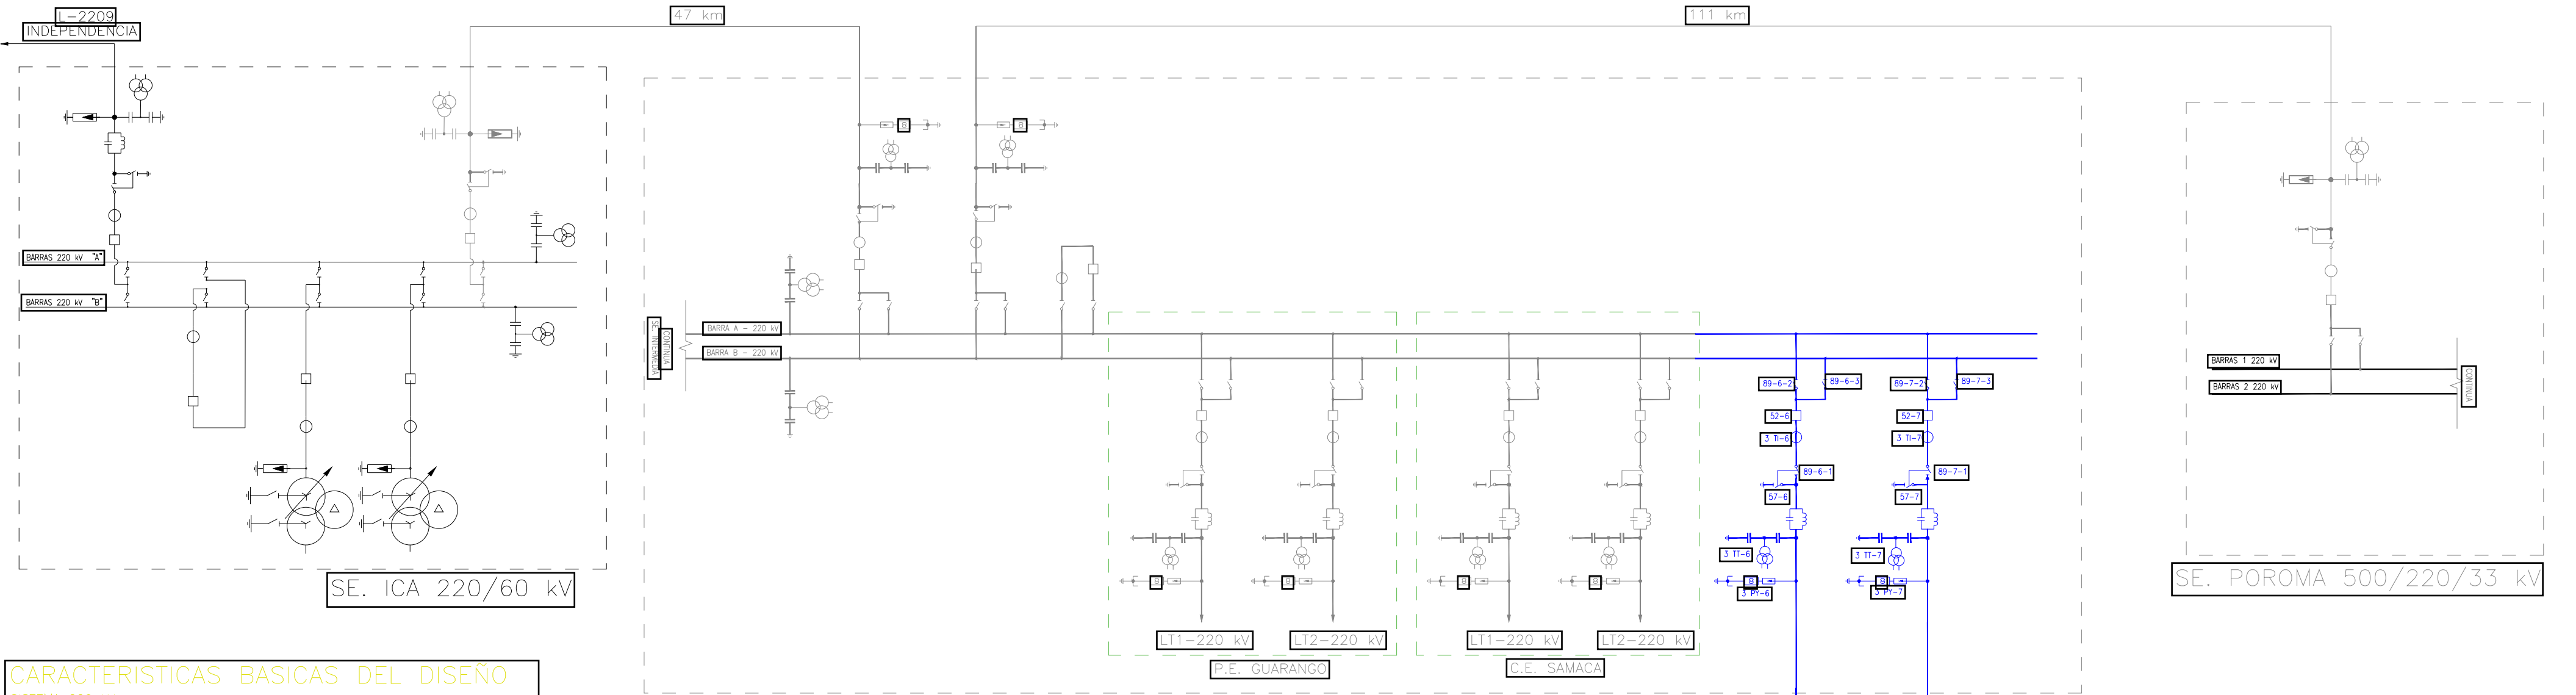 L-2209
INDEPENDENCIA
47 km
111 km
BARRAS 220 kV "A"
BARRAS 220 kV "B"
SE. ICA 220/60 kV
SE. INTERMEDIA
CONTINUA
BARRA A - 220 kV
BARRA B - 220 kV
LT1-220 kV
LT2-220 kV
P.E. GUARANGO
LT1-220 kV
LT2-220 kV
C.E. SAMACA
89-6-2
89-6-3
89-7-2
89-7-3
52-6
52-7
3 TI-6
3 TI-7
89-6-1
89-7-1
57-6
57-7
3 TT-6
3 TT-7
3 PY-6
3 PY-7
BARRAS 1 220 kV
BARRAS 2 220 kV
CONTINUA
SE. POROMA 500/220/33 kV
CARACTERISTICAS BASICAS DEL DISEÑO